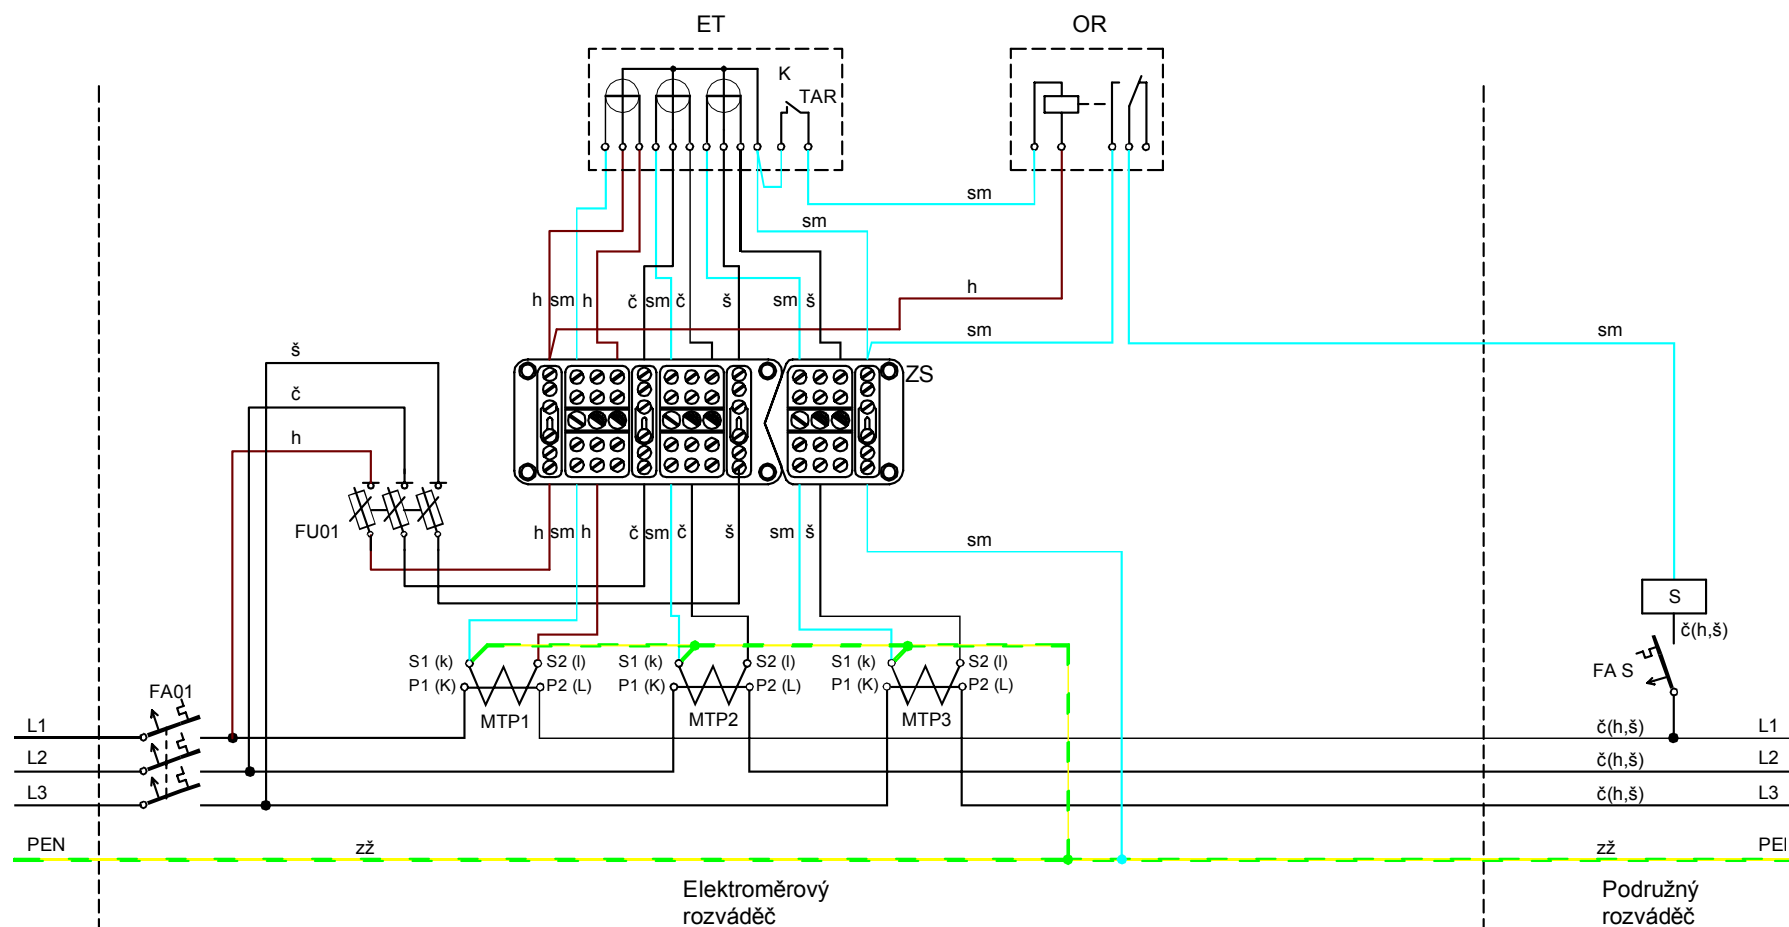 ET
OR
K
TAR
sm
sm
h
h sm h č sm č š sm š
sm
sm
š
č
h
ZS
FU01
h sm h č sm č š sm š
sm
S
č(h,š)
FA S
S1 (k) S2 (l) S1 (k) S2 (l) S1 (k) S2 (l)
P1 (K) P2 (L) P1 (K) P2 (L) P1 (K) P2 (L)
MTP1 MTP2 MTP3
FA01
L1 č(h,š) L1
L2 č(h,š) L2
L3 č(h,š) L3
PEN zž zž PEI
Elektroměrový
rozváděč
Podružný
rozváděč